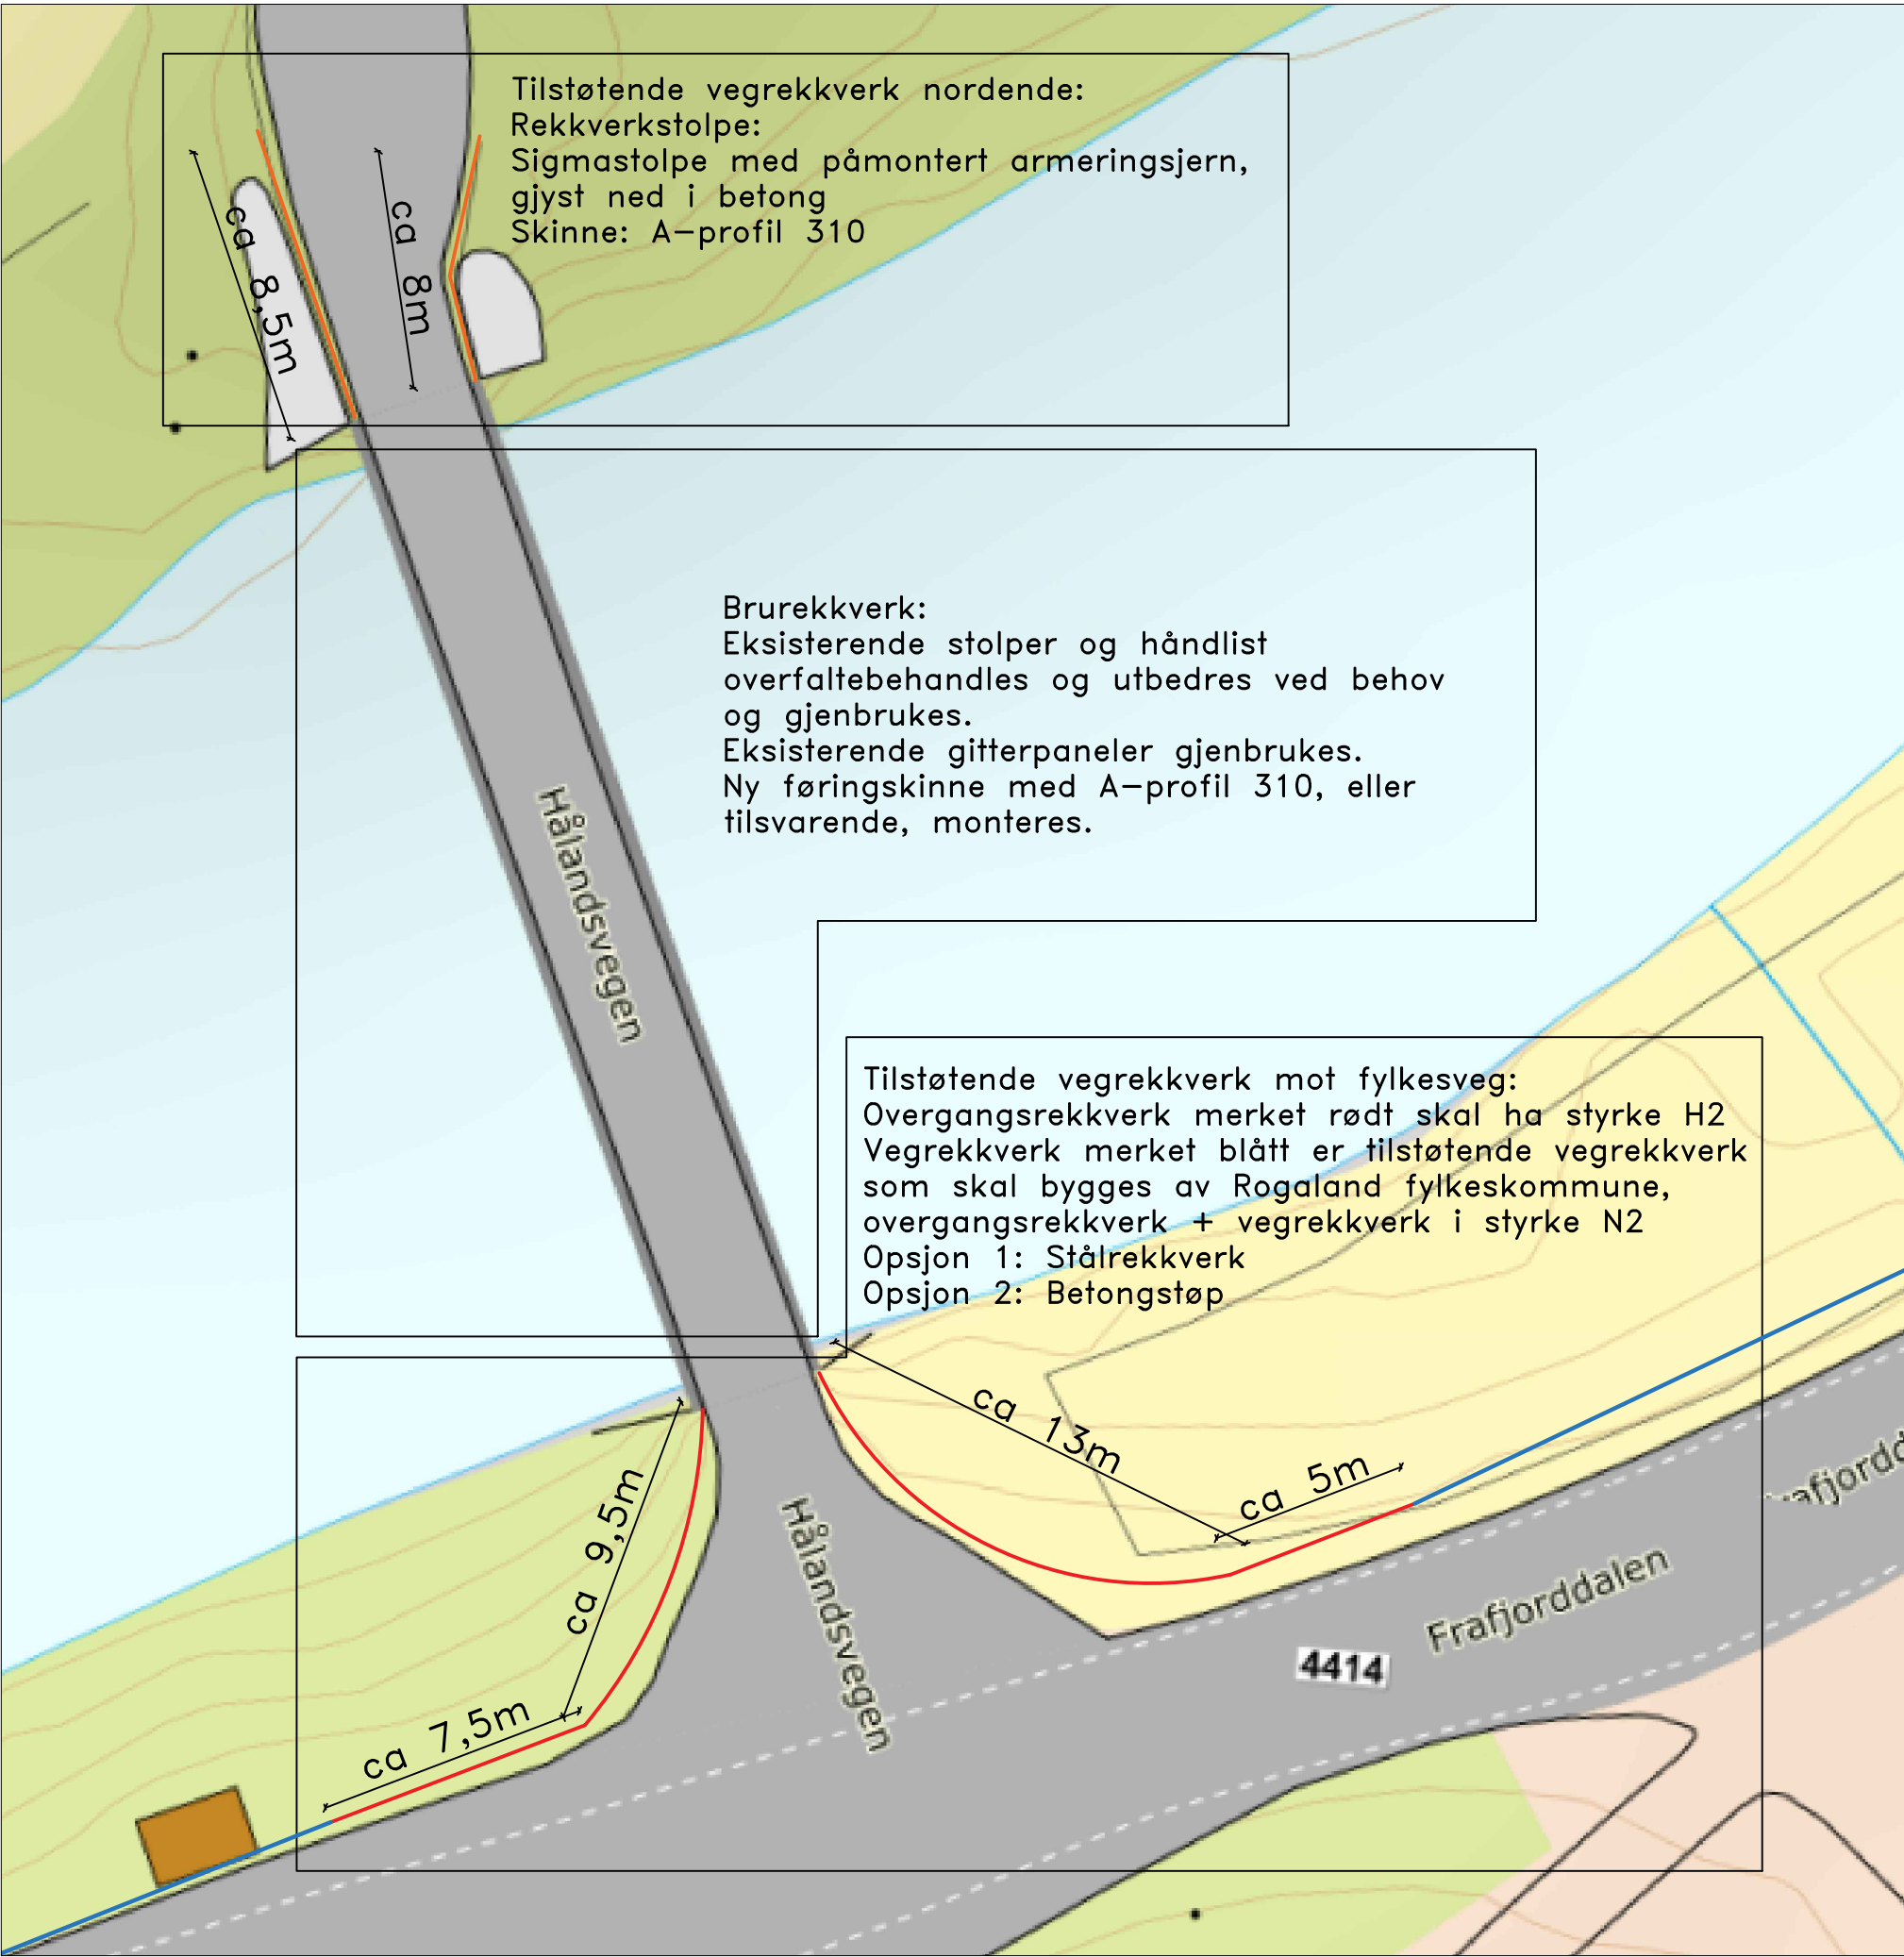 Tilstøtende vegrekkverk nordende:
Rekkverkstolpe:
Sigmastolpe med påmontert armeringsjern,
gjyst ned i betong
Skinne: A-profil 310
ca 8,5m
ca 8m
Brurekkverk:
Eksisterende stolper og håndlist
overfaltebehandles og utbedres ved behov
og gjenbrukes.
Eksisterende gitterpaneler gjenbrukes.
Ny føringskinne med A-profil 310, eller
tilsvarende, monteres.
Hålandsvegen
Tilstøtende vegrekkverk mot fylkesveg:
Overgangsrekkverk merket rødt skal ha styrke H2
Vegrekkverk merket blått er tilstøtende vegrekkverk
som skal bygges av Rogaland fylkeskommune,
overgangsrekkverk + vegrekkverk i styrke N2
Opsjon 1: Stålrekkverk
Opsjon 2: Betongstøp
ca 13m
ca 5m
ca 9,5m
ca 7,5m
Hålandsvegen
4414
Frafjorddalen